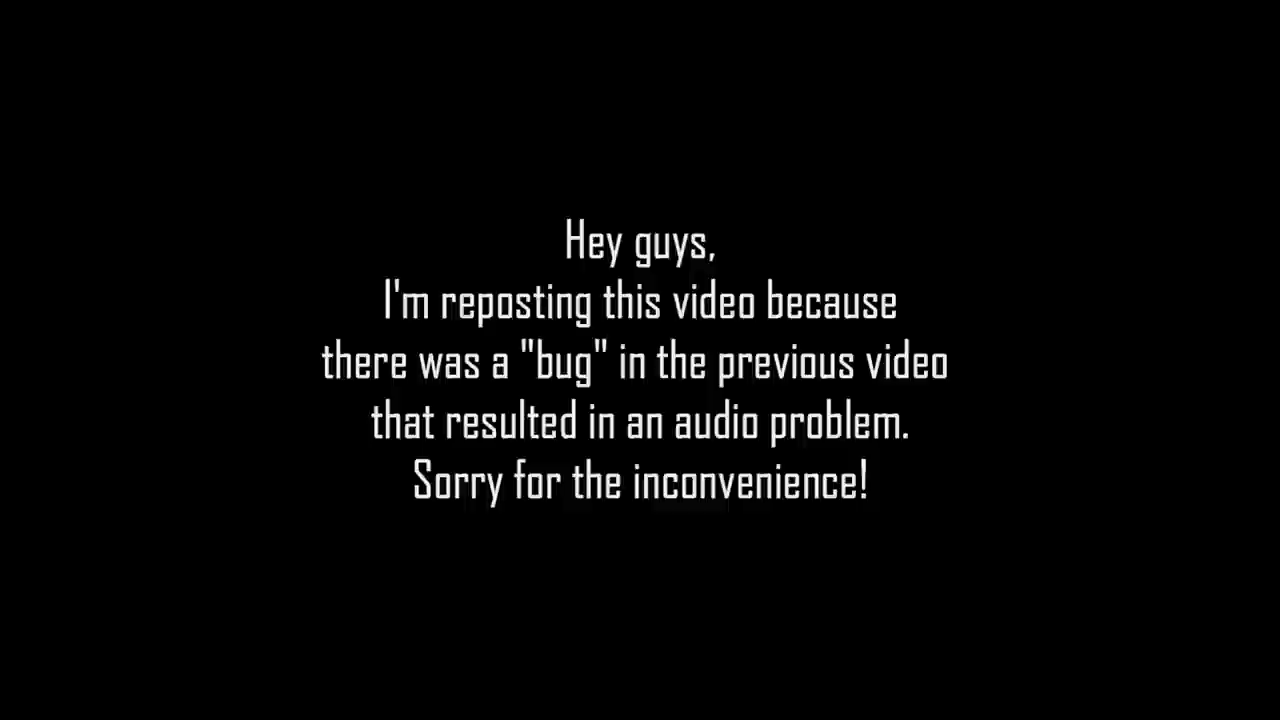 Hey guys,
I'm reposting this video because
there was a "bug" in the previous video
that resulted in an audio problem.
Sorry for the inconvenience!